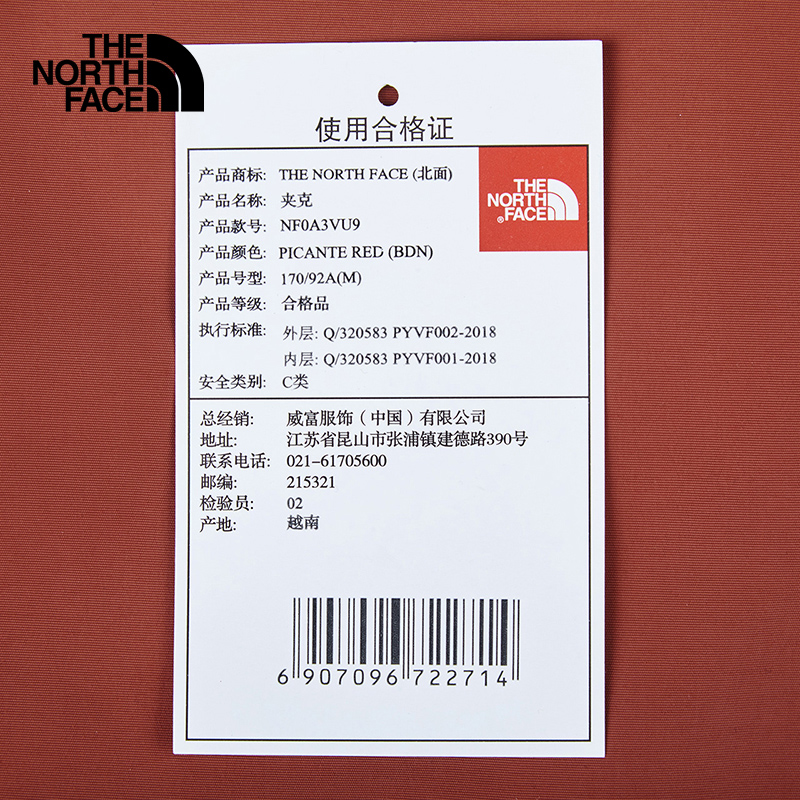 THE
NORTH
FACE
使用合格证
产品商标: THE NORTH FACE (北面)
产品名称: 夹克
产品款号: NF0A3VU9
产品颜色: PICANTE RED (BDN)
产品号型: 170/92A(M)
产品等级: 合格品
执行标准: 外层: Q/320583 PYVF002-2018
内层: Q/320583 PYVF001-2018
安全类别: C类
THE
NORTH
FACE
®
总经销: 威富服饰（中国）有限公司
地址: 江苏省昆山市张浦镇建德路390号
联系电话: 021-61705600
邮编: 215321
检验员: 02
产地: 越南
6 907096 722714